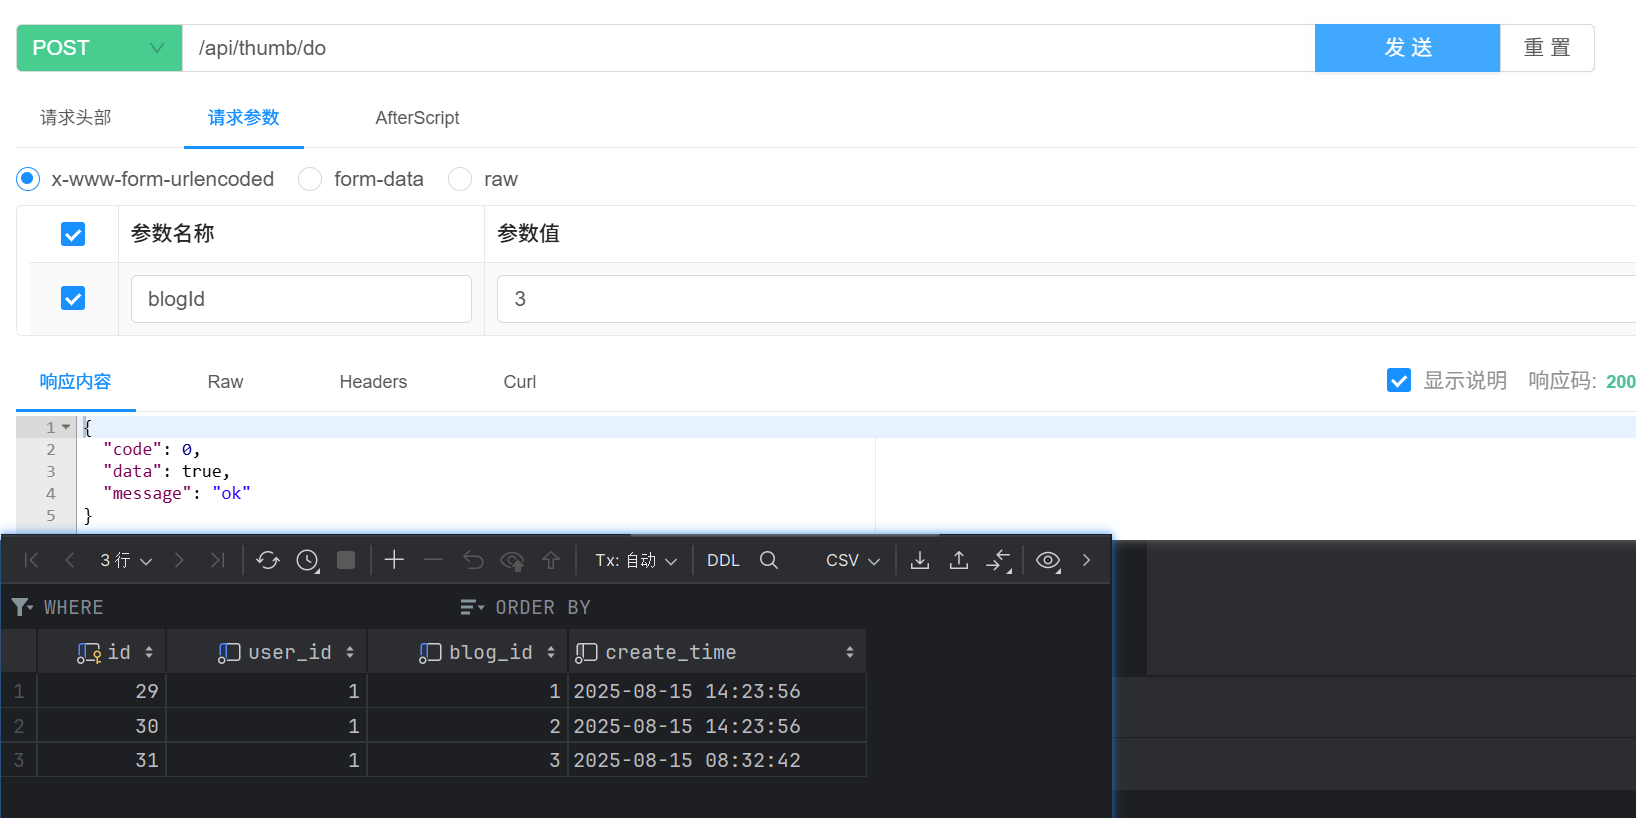 POST /api/thumb/do 发 送 重 置
请求头部 请求参数 AfterScript
x-www-form-urlencoded form-data raw
参数名称 参数值
blogId 3
响应内容 Raw Headers Curl 显示说明 响应码: 200
1 {
2 "code": 0,
3 "data": true,
4 "message": "ok"
5 }
3 行 Tx: 自动 DDL CSV
WHERE ORDER BY
id user_id blog_id create_time
1 29 1 1 2025-08-15 14:23:56
2 30 1 2 2025-08-15 14:23:56
3 31 1 3 2025-08-15 08:32:42